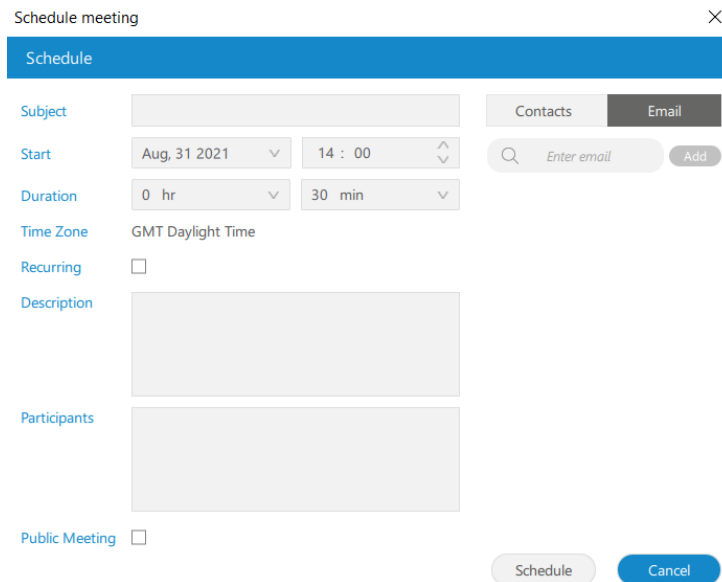 Schedule meeting
Schedule
Subject
Contacts Email
Start Aug, 31 2021 14 : 00
Enter email Add
Duration 0 hr 30 min
Time Zone GMT Daylight Time
Recurring
Description
Participants
Public Meeting
Schedule Cancel